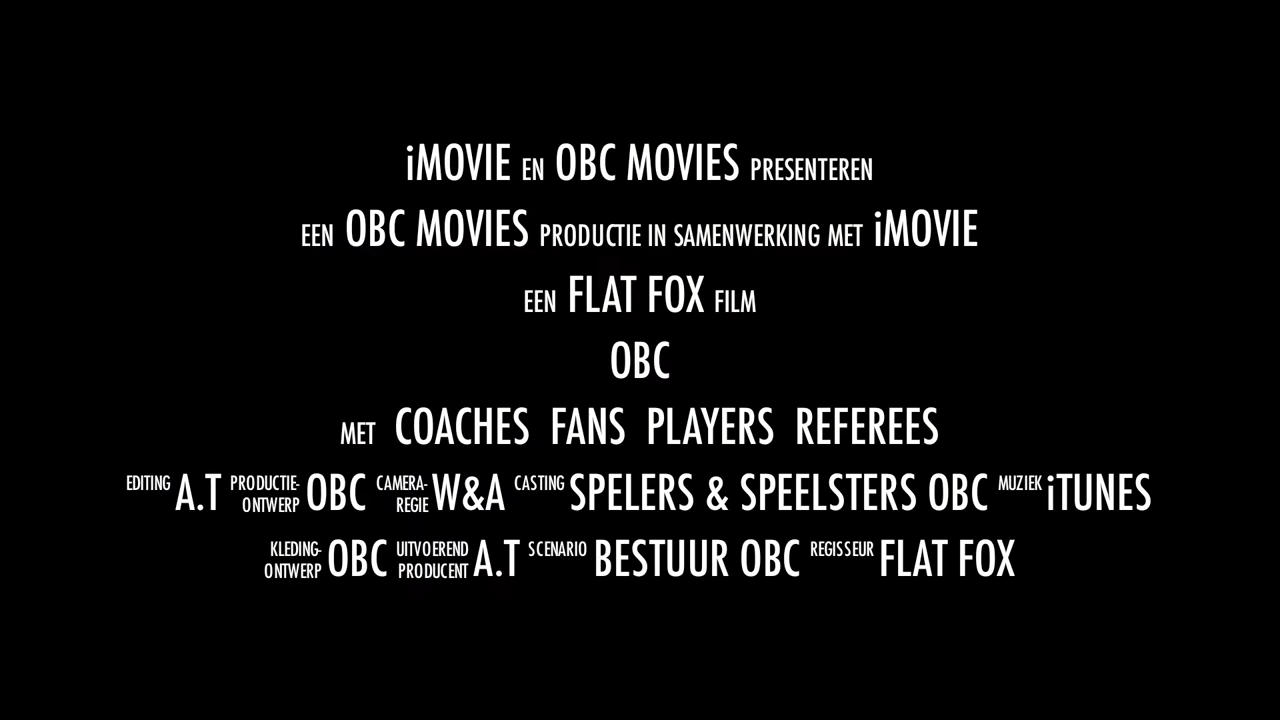 iMOVIE EN OBC MOVIES PRESENTEREN
EEN OBC MOVIES PRODUCTIE IN SAMENWERKING MET iMOVIE
EEN FLAT FOX FILM
OBC
MET COACHES FANS PLAYERS REFEREES
EDITING A.T PRODUCTIE-ONTWERP OBC CAMERA-REGIE W&A CASTING SPELERS & SPEELSTERS OBC MUZIEK iTUNES
KLEDING-ONTWERP OBC UITVOEREND PRODUCENT A.T SCENARIO BESTUUR OBC REGISSEUR FLAT FOX